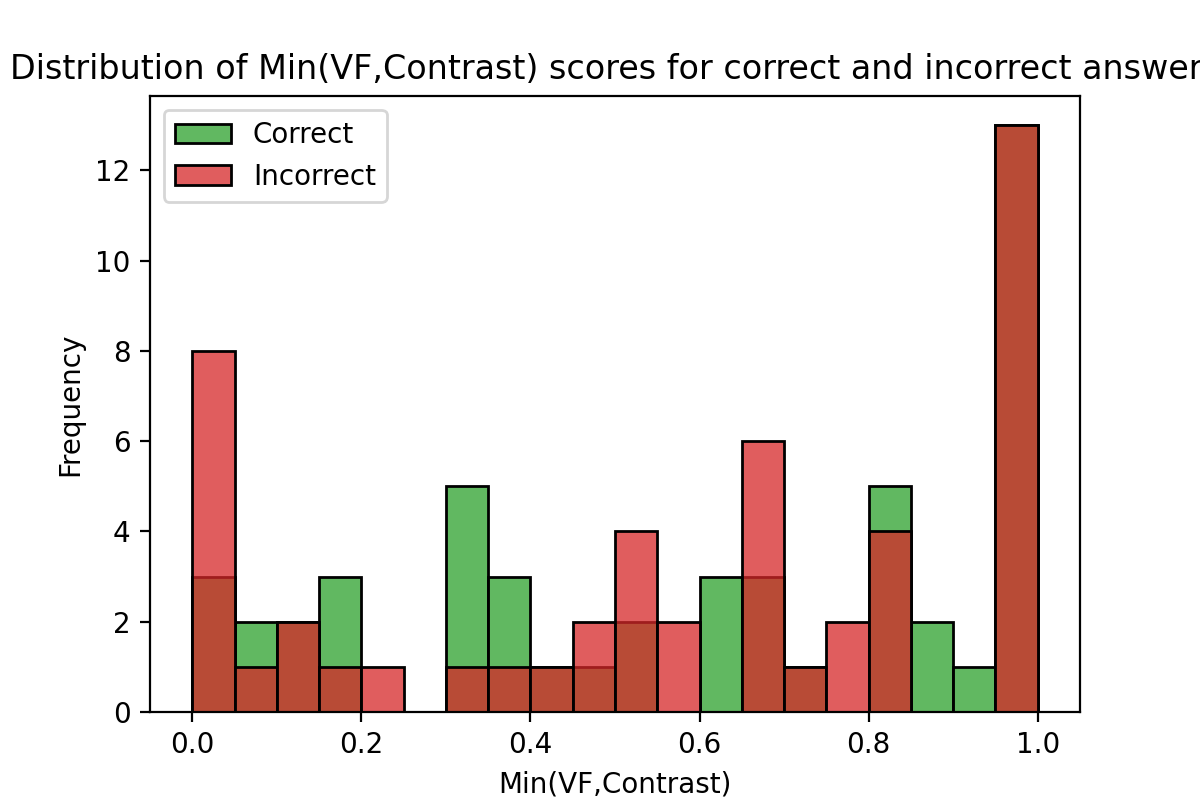 Distribution of Min(VF,Contrast) scores for correct and incorrect answer
Correct
Incorrect
12
10
8
6
4
2
0
Frequency
0.0 0.2 0.4 0.6 0.8 1.0
Min(VF,Contrast)